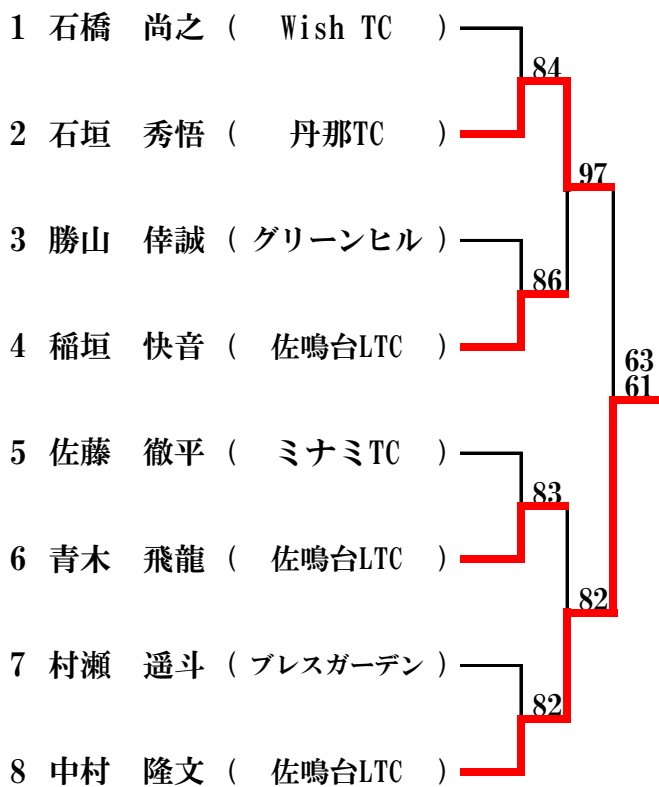 1 石橋 尚之 ( Wish TC )
84
2 石垣 秀悟 ( 丹那TC )
97
3 勝山 倖誠 ( グリーンヒル )
86
4 稲垣 快音 ( 佐鳴台LTC )
63
61
5 佐藤 徹平 ( ミナミTC )
83
6 青木 飛龍 ( 佐鳴台LTC )
82
7 村瀬 遥斗 ( ブレスガーデン )
82
8 中村 隆文 ( 佐鳴台LTC )